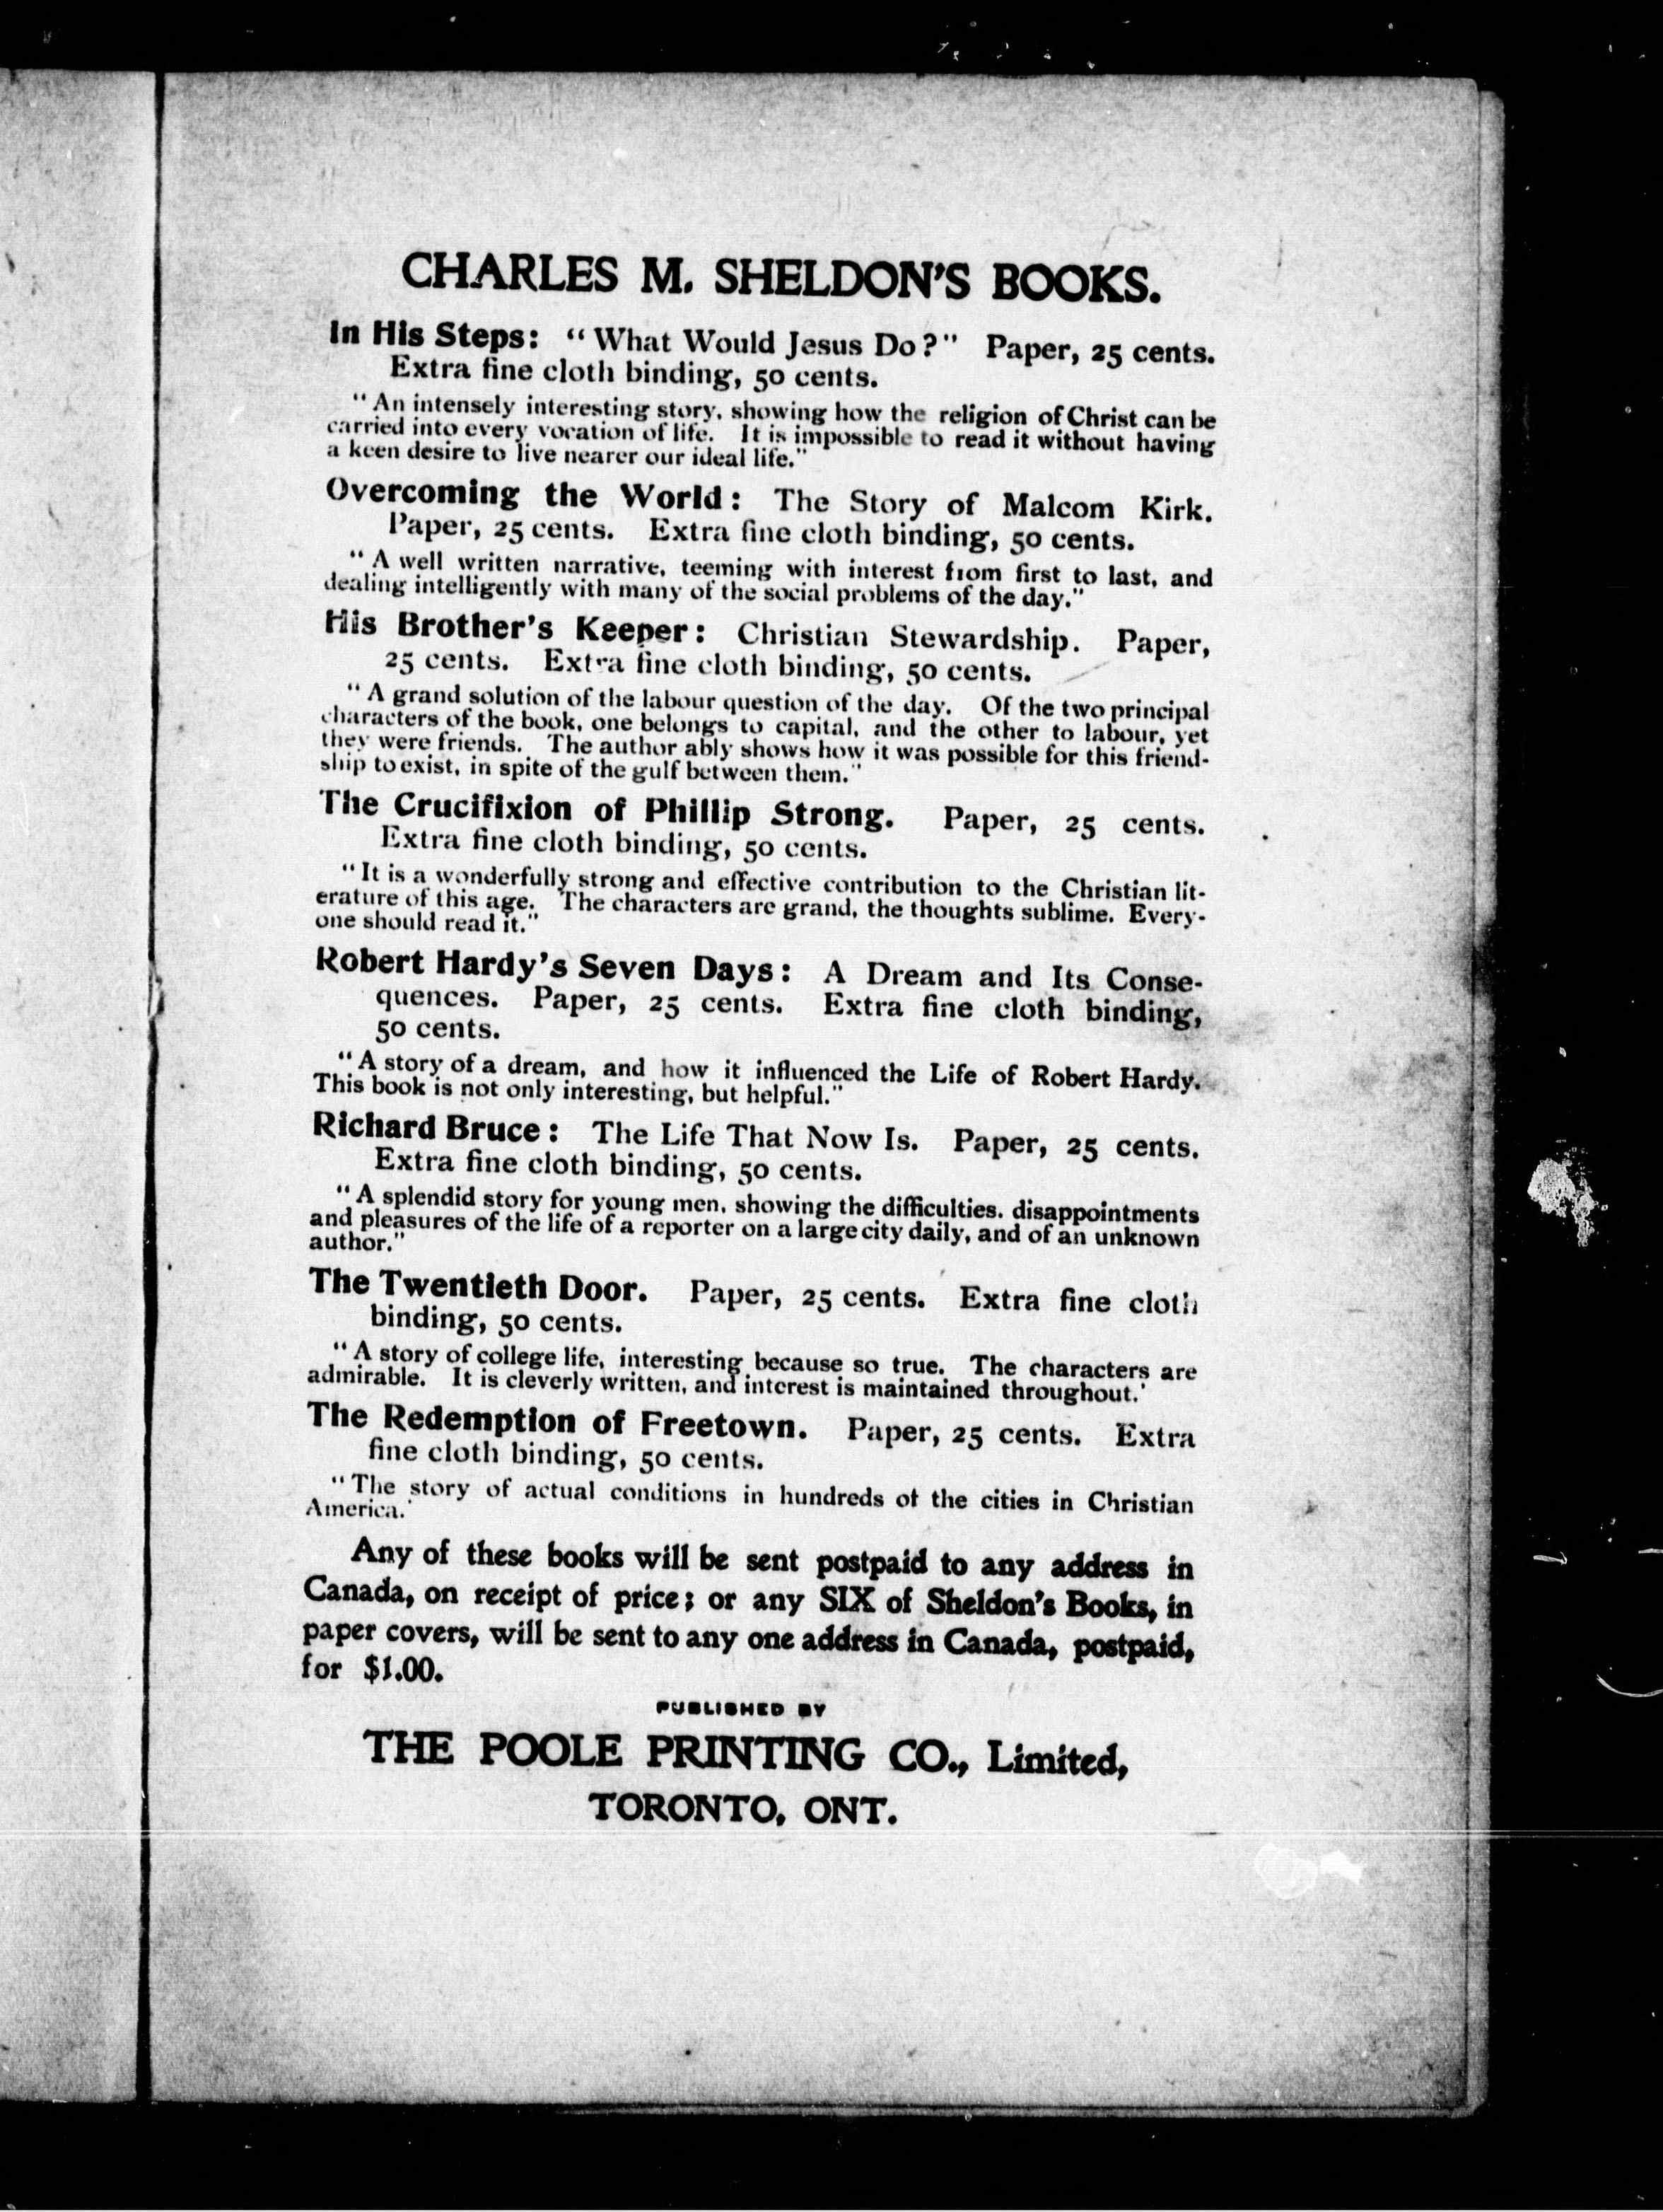 CHARLES M. SHELDON'S BOOKS.
In His Steps: "What Would Jesus Do?" Paper, 25 cents.
Extra fine cloth binding, 50 cents.
"An intensely interesting story, showing how the religion of Christ can be
carried into every vocation of life. It is impossible to read it without having
a keen desire to live nearer our ideal life."
Overcoming the World: The Story of Malcom Kirk.
Paper, 25 cents. Extra fine cloth binding, 50 cents.
"A well written narrative, teeming with interest from first to last, and
dealing intelligently with many of the social problems of the day."
His Brother's Keeper: Christian Stewardship. Paper,
25 cents. Extra fine cloth binding, 50 cents.
"A grand solution of the labour question of the day. Of the two principal
characters of the book, one belongs to capital, and the other to labour, yet
they were friends. The author ably shows how it was possible for this friend-
ship to exist, in spite of the gulf between them."
The Crucifixion of Phillip Strong. Paper, 25 cents.
Extra fine cloth binding, 50 cents.
"It is a wonderfully strong and effective contribution to the Christian lit-
erature of this age. The characters are grand, the thoughts sublime. Every-
one should read it."
Robert Hardy's Seven Days: A Dream and Its Conse-
quences. Paper, 25 cents. Extra fine cloth binding,
50 cents.
"A story of a dream, and how it influenced the Life of Robert Hardy.
This book is not only interesting, but helpful."
Richard Bruce: The Life That Now Is. Paper, 25 cents.
Extra fine cloth binding, 50 cents.
"A splendid story for young men, showing the difficulties. disappointments
and pleasures of the life of a reporter on a large city daily, and of an unknown
author."
The Twentieth Door. Paper, 25 cents. Extra fine cloth
binding, 50 cents.
"A story of college life, interesting because so true. The characters are
admirable. It is cleverly written, and interest is maintained throughout.'
The Redemption of Freetown. Paper, 25 cents. Extra
fine cloth binding, 50 cents.
"The story of actual conditions in hundreds of the cities in Christian
America.'
Any of these books will be sent postpaid to any address in
Canada, on receipt of price; or any SIX of Sheldon's Books, in
paper covers, will be sent to any one address in Canada, postpaid,
for $1.00.
PUBLISHED BY
THE POOLE PRINTING CO., Limited,
TORONTO, ONT.